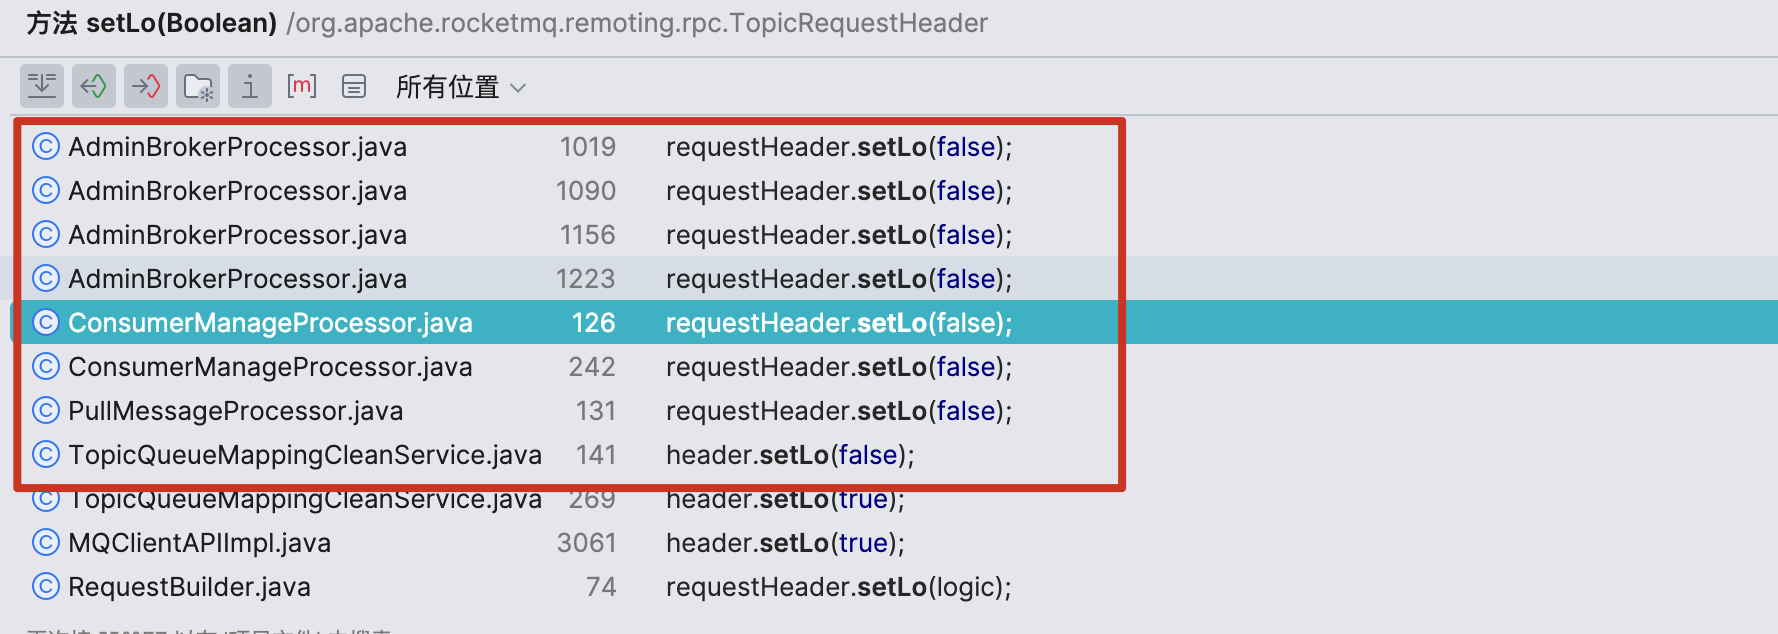 方法 setLo(Boolean) /org.apache.rocketmq.remoting.rpc.TopicRequestHeader
[m] 所有位置
AdminBrokerProcessor.java 1019 requestHeader.setLo(false);
AdminBrokerProcessor.java 1090 requestHeader.setLo(false);
AdminBrokerProcessor.java 1156 requestHeader.setLo(false);
AdminBrokerProcessor.java 1223 requestHeader.setLo(false);
ConsumerManageProcessor.java 126 requestHeader.setLo(false);
ConsumerManageProcessor.java 242 requestHeader.setLo(false);
PullMessageProcessor.java 131 requestHeader.setLo(false);
TopicQueueMappingCleanService.java 141 header.setLo(false);
TopicQueueMappingCleanService.java 269 header.setLo(true);
MQClientAPIImpl.java 3061 header.setLo(true);
RequestBuilder.java 74 requestHeader.setLo(logic);